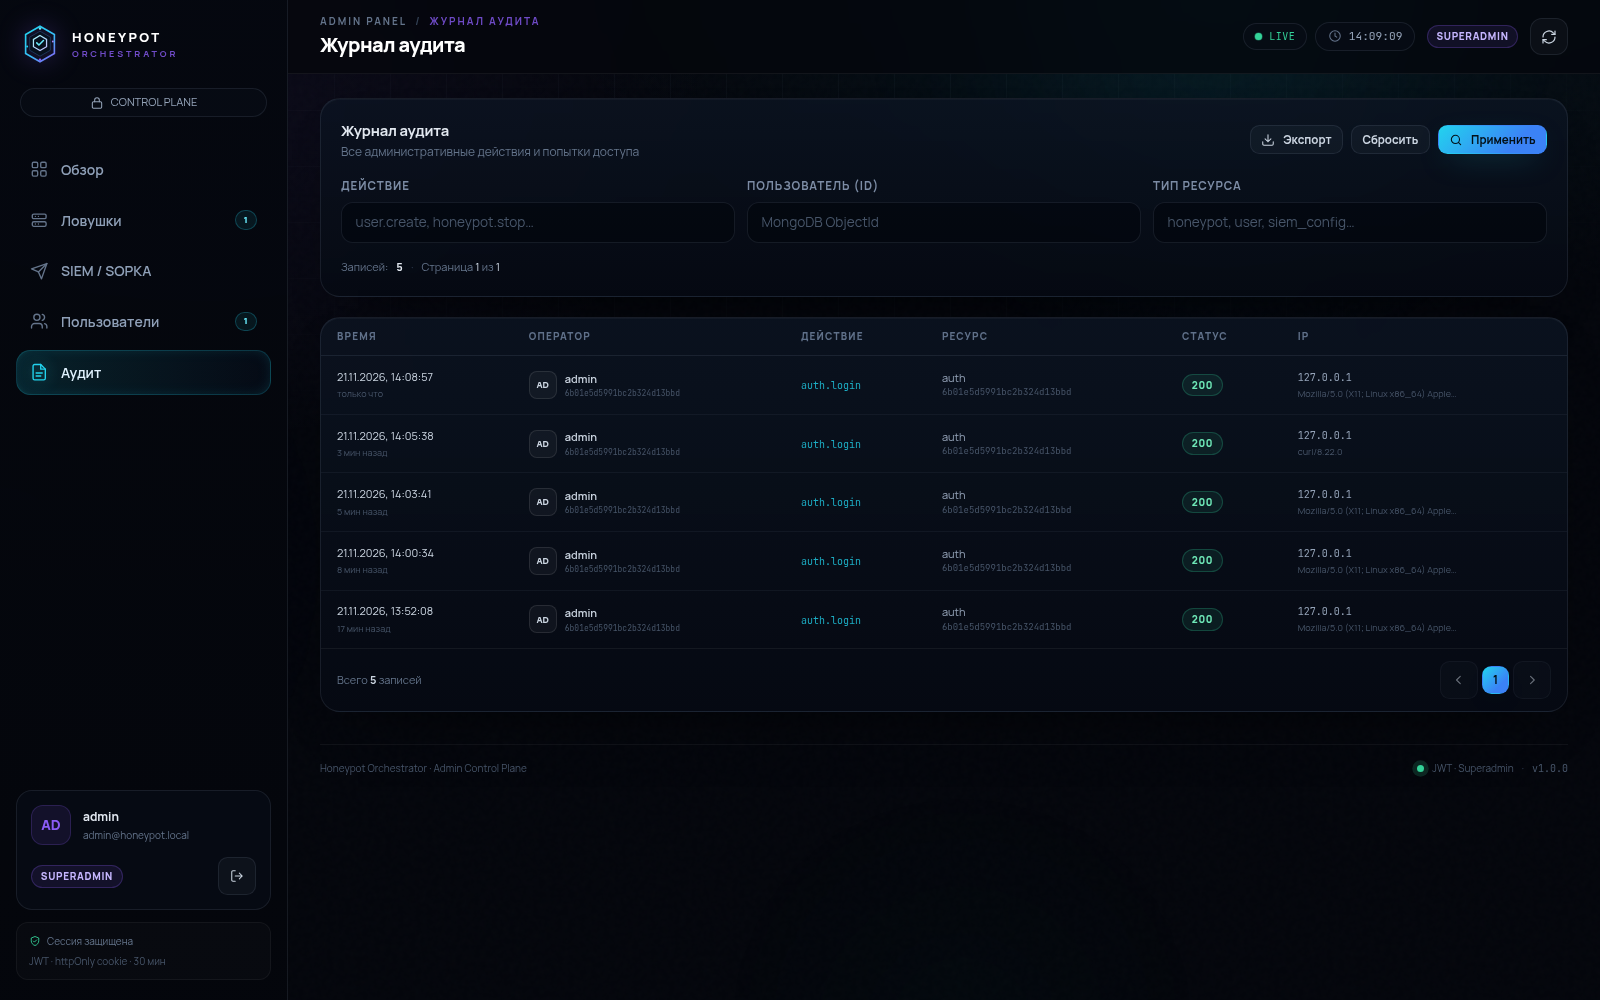 HONEYPOT
ORCHESTRATOR
CONTROL PLANE
Обзор
Ловушки 1
SIEM / SOPKA
Пользователи 1
Аудит
AD
admin
admin@honeypot.local
SUPERADMIN
Сессия защищена
JWT · httpOnly cookie · 30 мин
ADMIN PANEL / ЖУРНАЛ АУДИТА
Журнал аудита
LIVE
14:09:09
SUPERADMIN
Журнал аудита
Все административные действия и попытки доступа
Экспорт
Сбросить
Применить
ДЕЙСТВИЕ ПОЛЬЗОВАТЕЛЬ (ID) ТИП РЕСУРСА
user.create, honeypot.stop… MongoDB ObjectId honeypot, user, siem_config…
Записей: 5 · Страница 1 из 1
ВРЕМЯ ОПЕРАТОР ДЕЙСТВИЕ РЕСУРС СТАТУС IP
21.11.2026, 14:08:57 AD admin auth.login auth 200 127.0.0.1
только что 6b01e5d5991bc2b324d13bbd 6b01e5d5991bc2b324d13bbd Mozilla/5.0 (X11; Linux x86_64) Apple…
21.11.2026, 14:05:38 AD admin auth.login auth 200 127.0.0.1
3 мин назад 6b01e5d5991bc2b324d13bbd 6b01e5d5991bc2b324d13bbd curl/8.22.0
21.11.2026, 14:03:41 AD admin auth.login auth 200 127.0.0.1
5 мин назад 6b01e5d5991bc2b324d13bbd 6b01e5d5991bc2b324d13bbd Mozilla/5.0 (X11; Linux x86_64) Apple…
21.11.2026, 14:00:34 AD admin auth.login auth 200 127.0.0.1
8 мин назад 6b01e5d5991bc2b324d13bbd 6b01e5d5991bc2b324d13bbd Mozilla/5.0 (X11; Linux x86_64) Apple…
21.11.2026, 13:52:08 AD admin auth.login auth 200 127.0.0.1
17 мин назад 6b01e5d5991bc2b324d13bbd 6b01e5d5991bc2b324d13bbd Mozilla/5.0 (X11; Linux x86_64) Apple…
Всего 5 записей
1
Honeypot Orchestrator · Admin Control Plane
JWT · Superadmin · v1.0.0